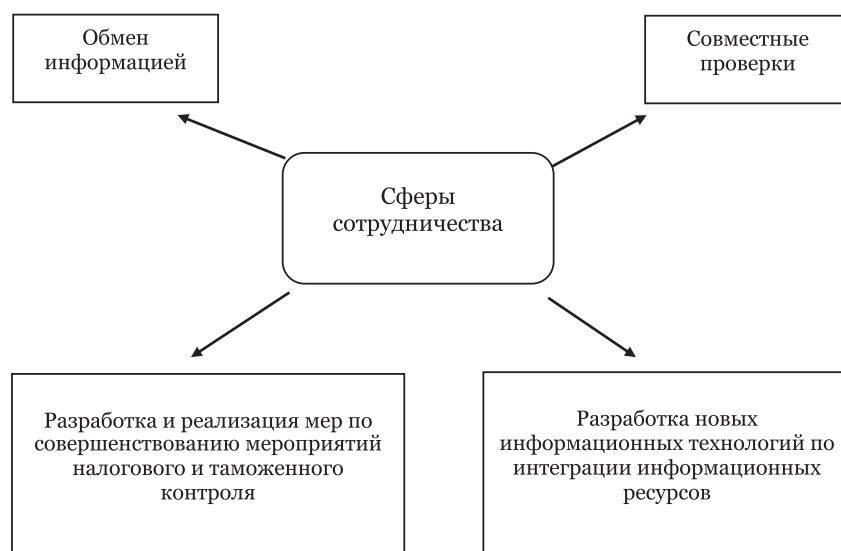 Обмен
информацией
Совместные
проверки
Сферы
сотрудничества
Разработка и реализация мер по
совершенствованию мероприятий
налогового и таможенного
контроля
Разработка новых
информационных технологий по
интеграции информационных
ресурсов